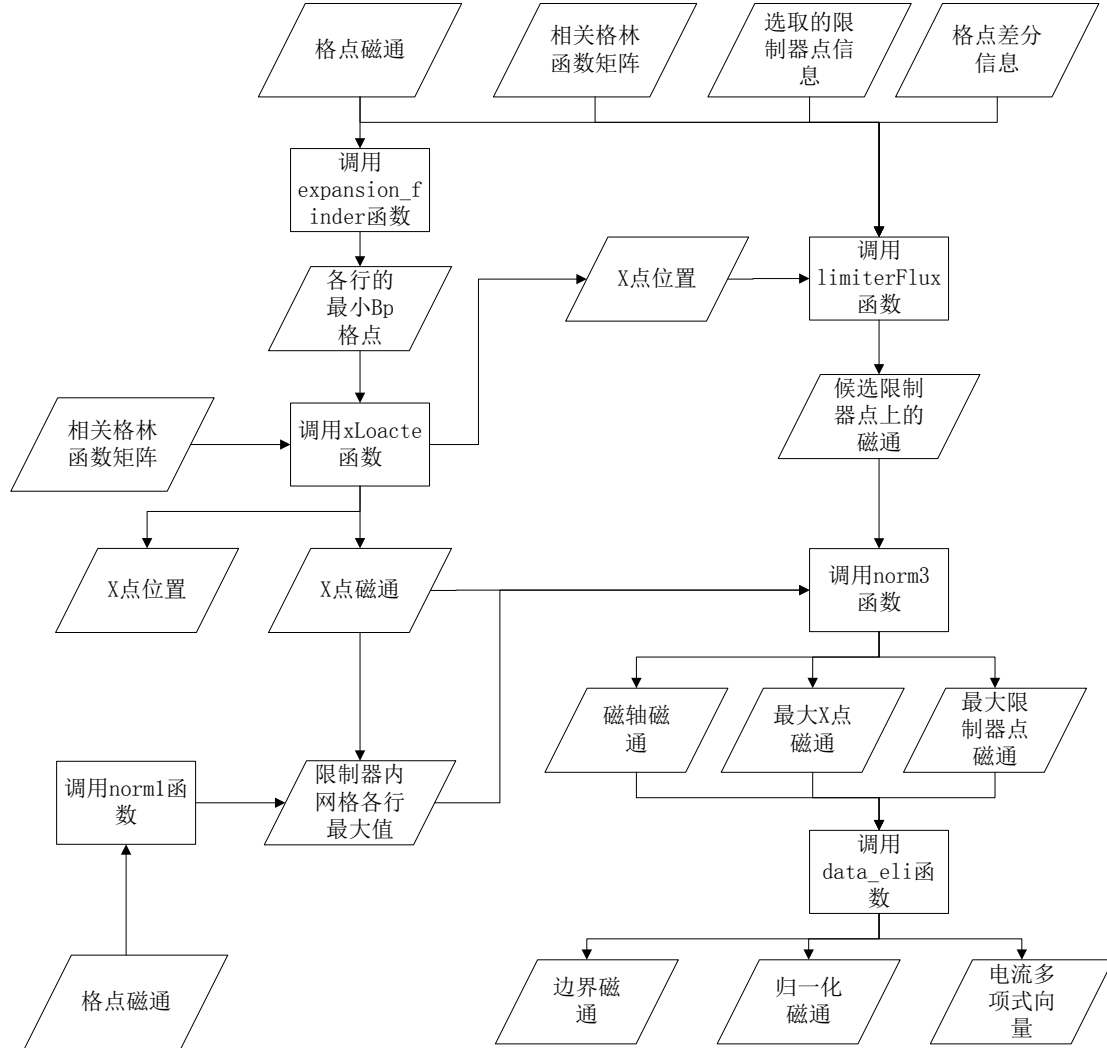 格点磁通
相关格林
函数矩阵
选取的限
制器点信
息
格点差分
信息
调用
expansion_f
inder函数
调用
limiterFlux
函数
X点位置
各行的
最小Bp
格点
候选限制
器点上的
磁通
相关格林
函数矩阵
调用xLoacte
函数
X点位置
X点磁通
调用norm3
函数
磁轴磁
通
最大X点
磁通
最大限
制器点
磁通
调用norm1函
数
限制器内
网格各行
最大值
调用
data_eli函
数
格点磁通
边界磁
通
归一化
磁通
电流多
项式向
量